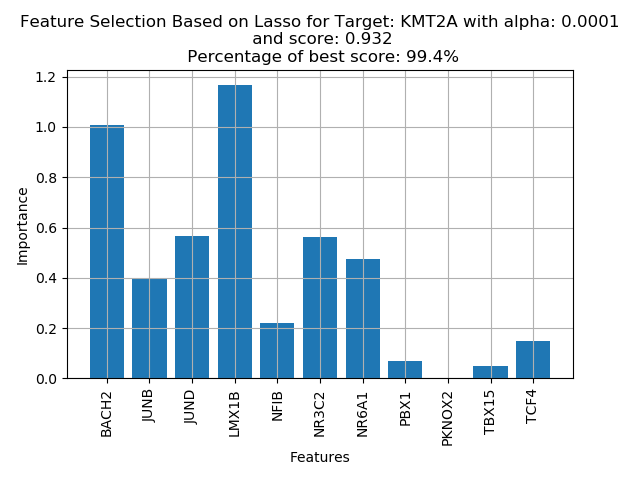 Feature Selection Based on Lasso for Target: KMT2A with alpha: 0.0001
and score: 0.932
Percentage of best score: 99.4%
1.2
1.0
0.8
0.6
0.4
0.2
0.0
Importance
BACH2
JUNB
JUND
LMX1B
NFIB
NR3C2
NR6A1
PBX1
PKNOX2
TBX15
TCF4
Features